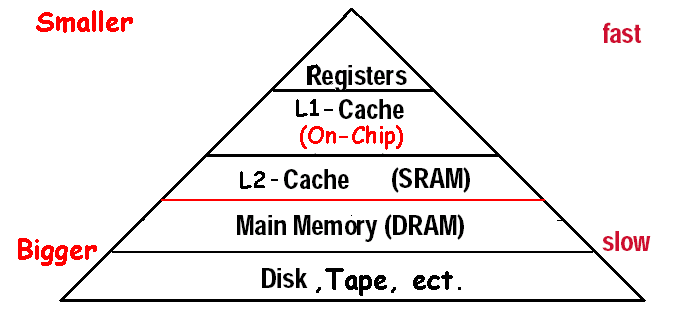 Smaller
fast
Registers
L1-Cache
(On-Chip)
L2-Cache (SRAM)
Main Memory (DRAM)
Bigger
slow
Disk, Tape, ect.